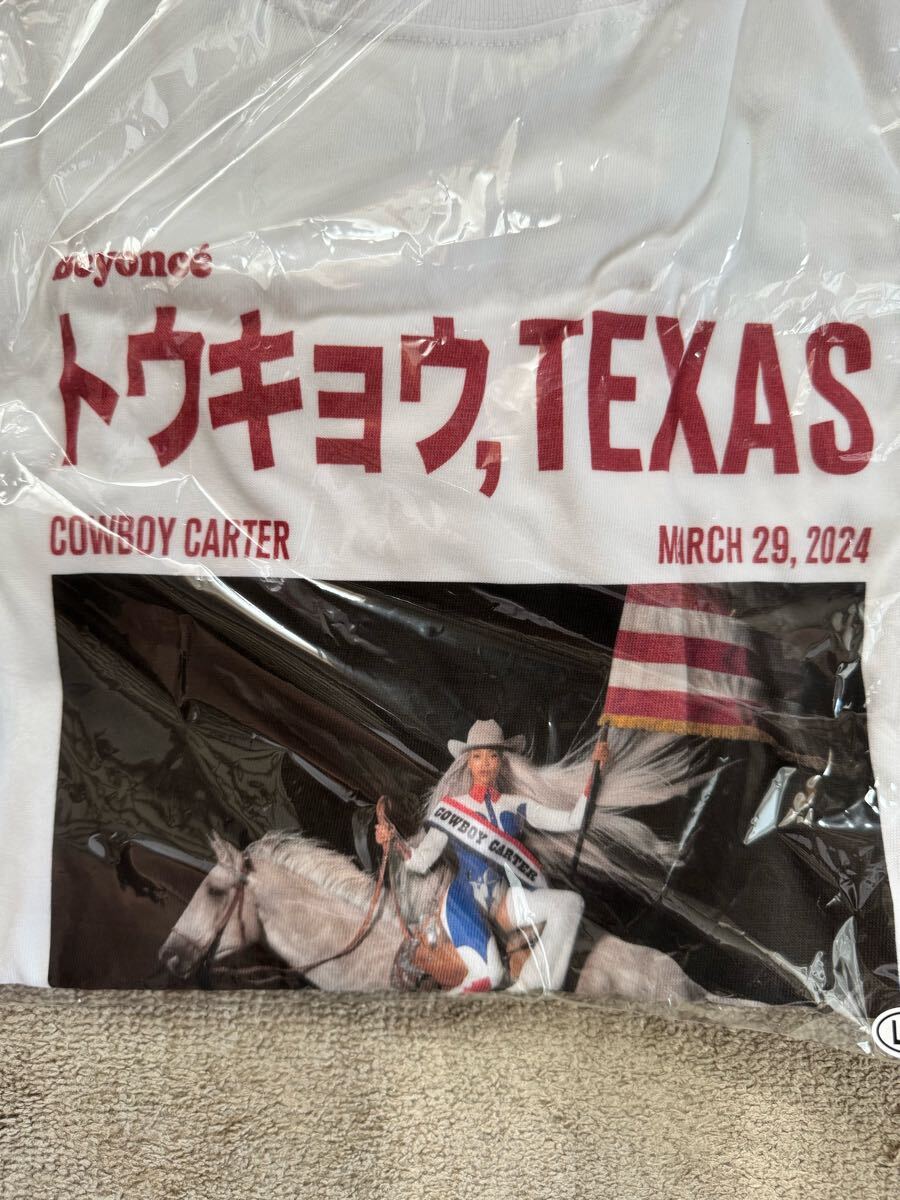 Beyoncé
トウキョウ, TEXAS
COWBOY CARTER
MARCH 29, 2024
COWBOY CARTER
L